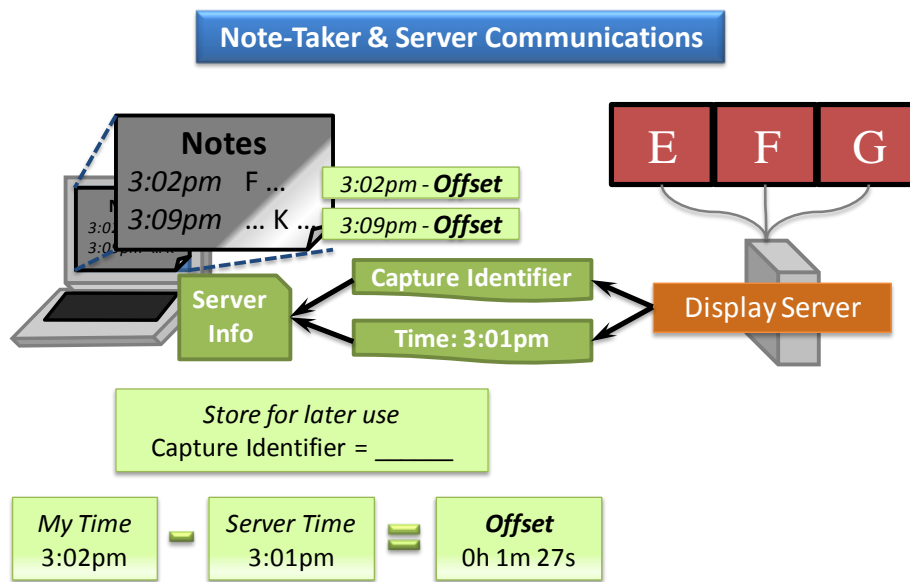 Note-Taker & Server Communications
Notes
3:02pm F ...
3:09pm ... K ...
3:02pm - Offset
3:09pm - Offset
E F G
Capture Identifier
Server
Info
Time: 3:01pm
Display Server
Store for later use
Capture Identifier = ______
My Time
3:02pm
-
Server Time
3:01pm
=
Offset
0h 1m 27s